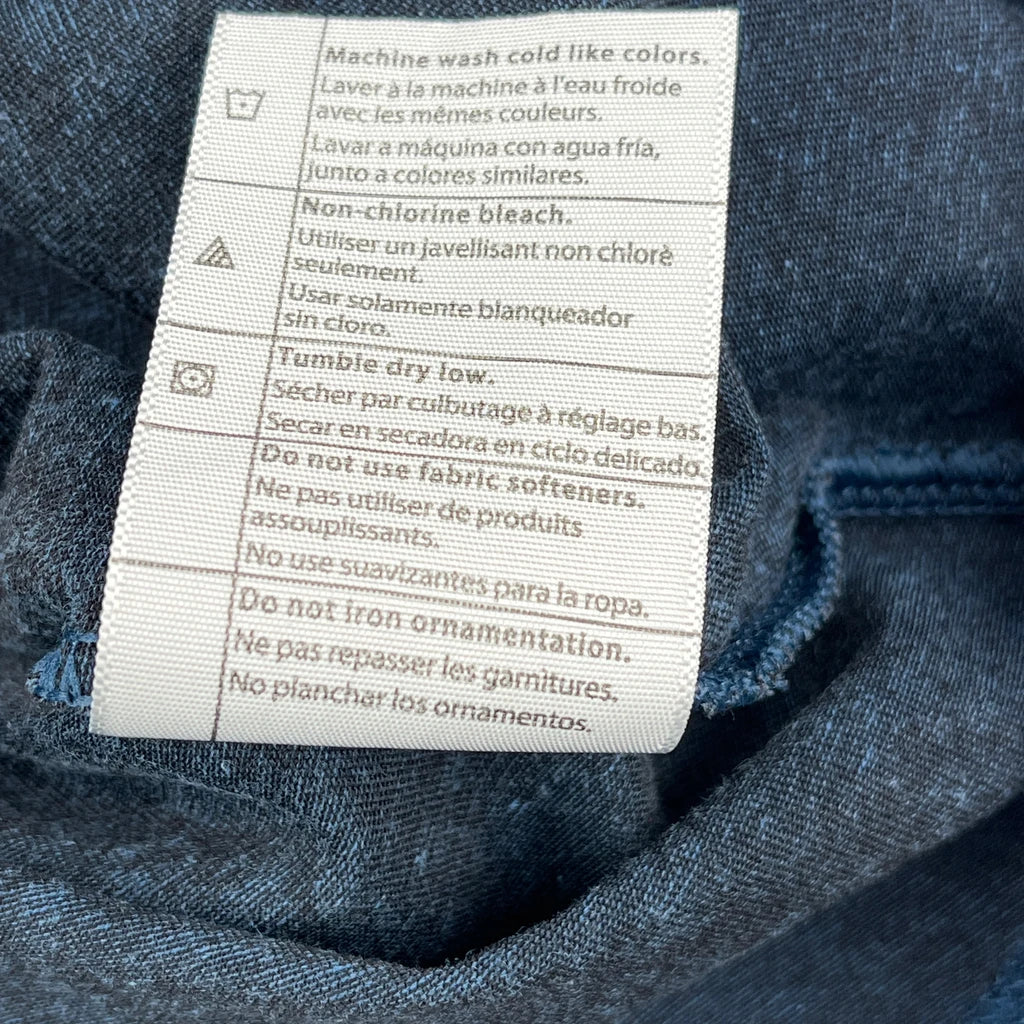 Machine wash cold like colors.
Laver à la machine à l'eau froide
avec les mêmes couleurs.
Lavar a máquina con agua fría,
junto a colores similares.
Non-chlorine bleach.
Utiliser un javellisant non chlorè
seulement.
Usar solamente blanqueador
sin cloro.
Tumble dry low.
Sécher par culbutage à réglage bas.
Secar en secadora en ciclo delicado.
Do not use fabric softeners.
Ne pas utiliser de produits
assouplissants.
No use suavizantes para la ropa.
Do not iron ornamentation.
Ne pas repasser les garnitures.
No planchar los ornamentos.